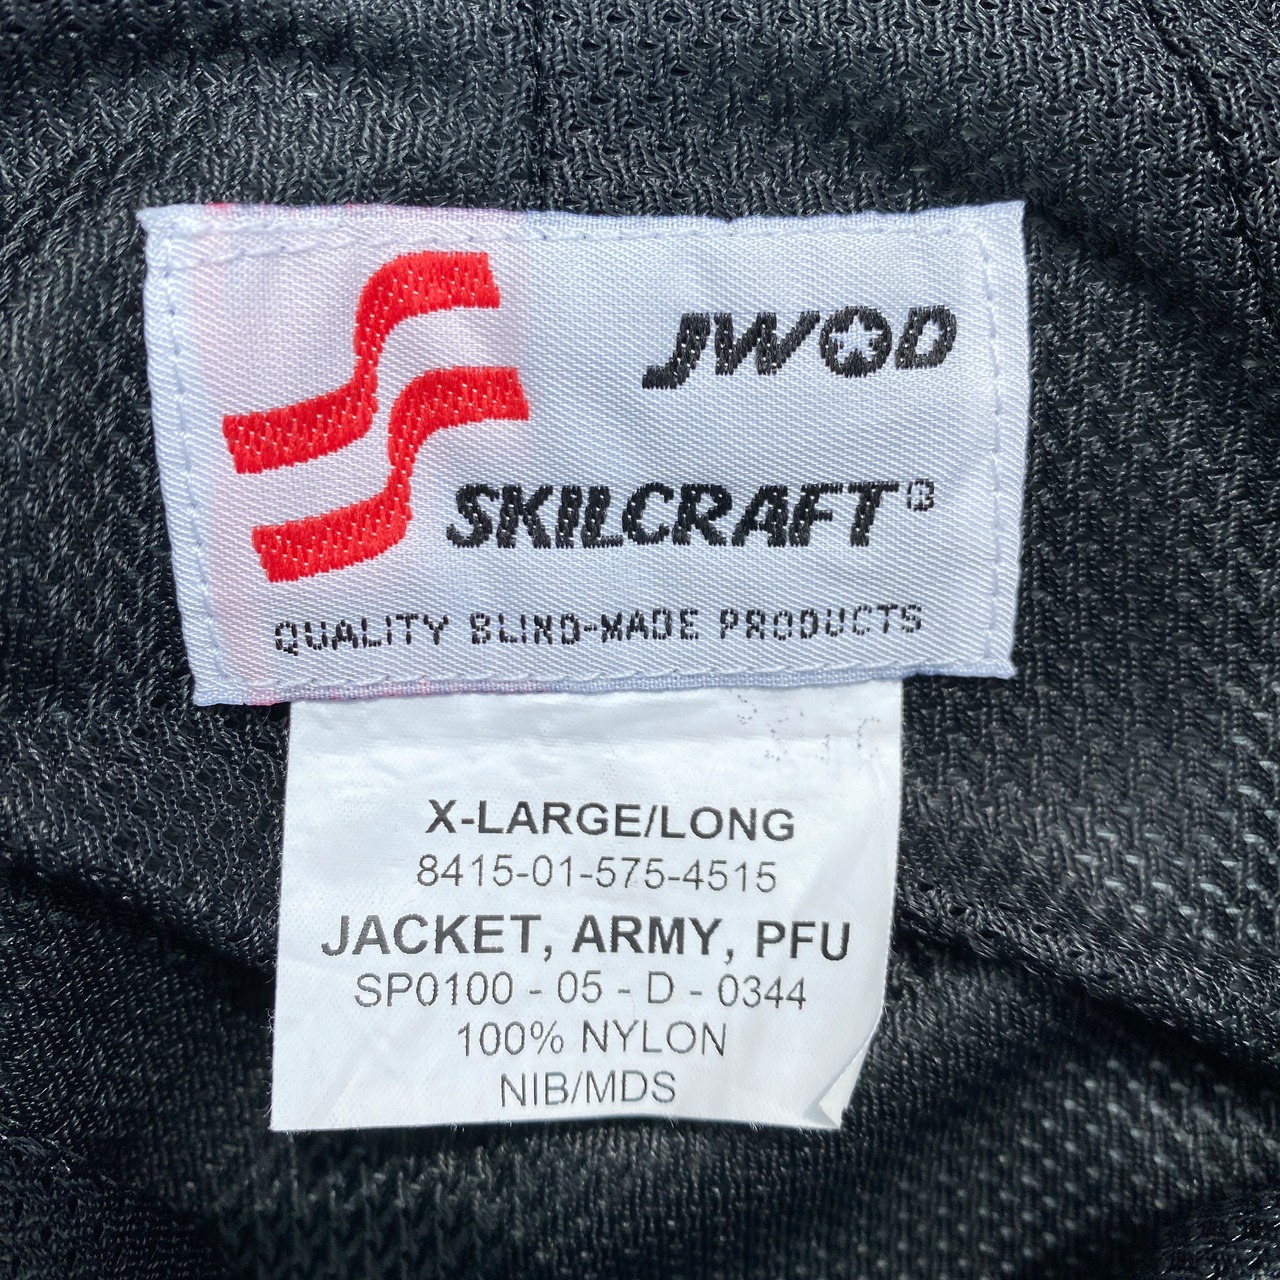 JWOD
SKILCRAFT®
QUALITY BLIND-MADE PRODUCTS
X-LARGE/LONG
8415-01-575-4515
JACKET, ARMY, PFU
SP0100 - 05 - D - 0344
100% NYLON
NIB/MDS